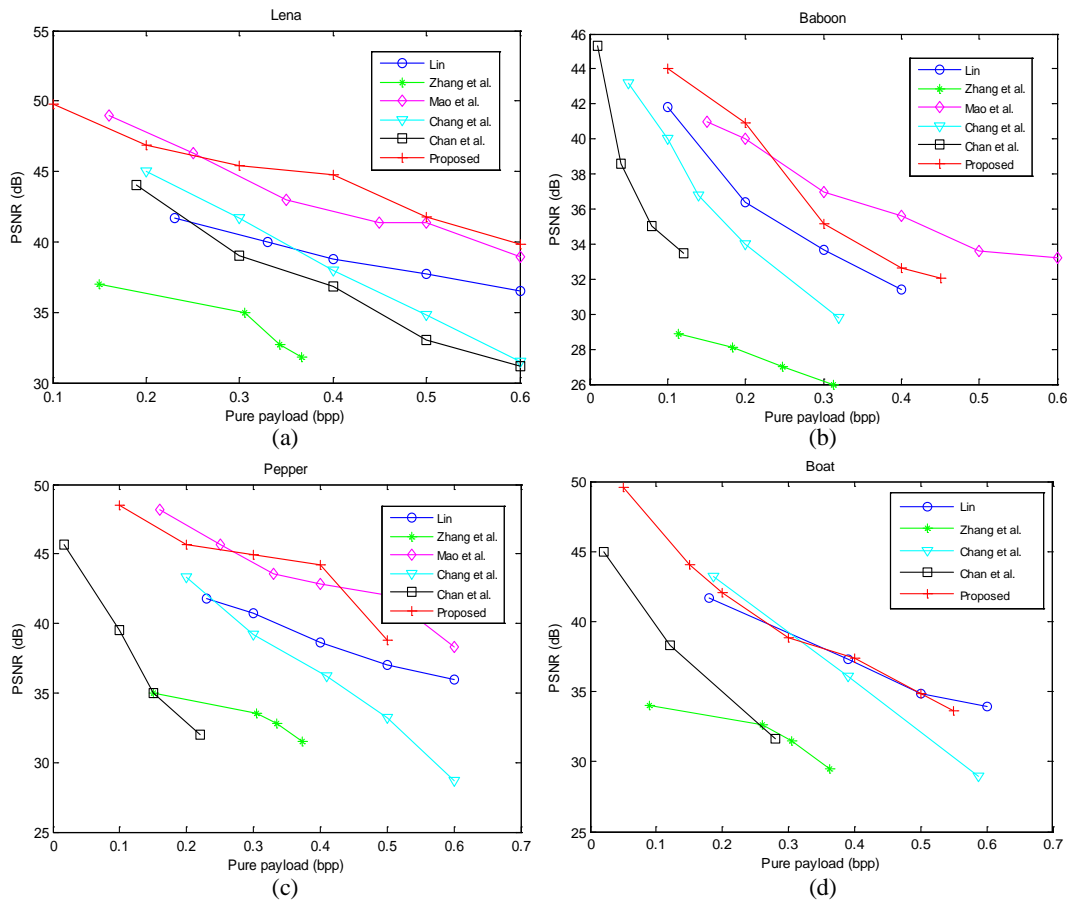 Lena
55
50
45
40
35
30
PSNR (dB)
0.1 0.2 0.3 0.4 0.5 0.6
Pure payload (bpp)
Lin
Zhang et al.
Mao et al.
Chang et al.
Chan et al.
Proposed
(a)
Baboon
46
44
42
40
38
36
34
32
30
28
26
PSNR (dB)
0 0.1 0.2 0.3 0.4 0.5 0.6
Pure payload (bpp)
Lin
Zhang et al.
Mao et al.
Chang et al.
Chan et al.
Proposed
(b)
Pepper
50
45
40
35
30
25
PSNR (dB)
0 0.1 0.2 0.3 0.4 0.5 0.6 0.7
Pure payload (bpp)
Lin
Zhang et al.
Mao et al.
Chang et al.
Chan et al.
Proposed
(c)
Boat
50
45
40
35
30
25
PSNR (dB)
0 0.1 0.2 0.3 0.4 0.5 0.6 0.7
Pure payload (bpp)
Lin
Zhang et al.
Chang et al.
Chan et al.
Proposed
(d)